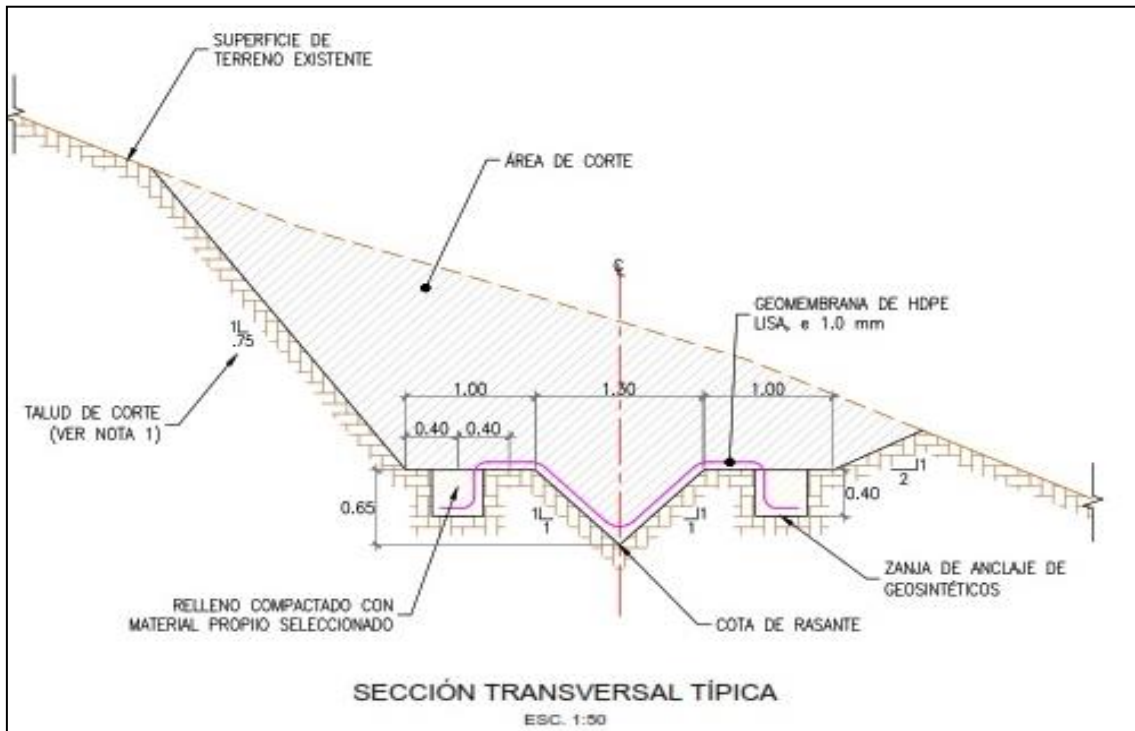 SUPERFICIE DE
TERRENO EXISTENTE
ÁREA DE CORTE
℄
GEOMEMBRANA DE HDPE
LISA, e 1.0 mm
1
.75
TALUD DE CORTE
(VER NOTA 1)
1.00
1.30
1.00
0.40
0.40
0.65
1
1
1
1
1
2
0.40
RELLENO COMPACTADO CON
MATERIAL PROPIIO SELECCIONADO
ZANJA DE ANCLAJE DE
GEOSINTÉTICOS
COTA DE RASANTE
SECCIÓN TRANSVERSAL TÍPICA
ESC. 1:50